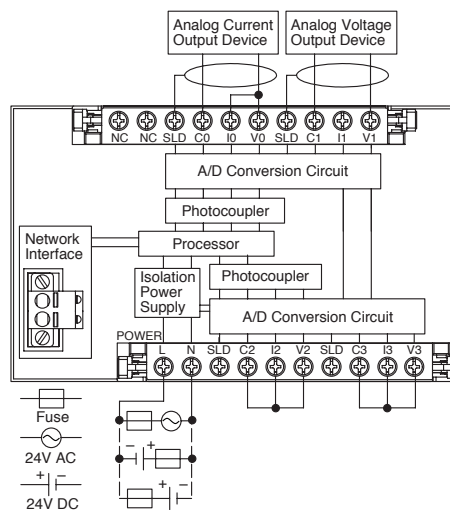 Analog Current
Output Device
Analog Voltage
Output Device
NC NC SLD C0 I0 V0 SLD C1 I1 V1
A/D Conversion Circuit
Photocoupler
Network
Interface
Processor
Isolation
Power
Supply
Photocoupler
A/D Conversion Circuit
POWER
L N SLD C2 I2 V2 SLD C3 I3 V3
Fuse
24V AC
+ −
24V DC
− +
+ −